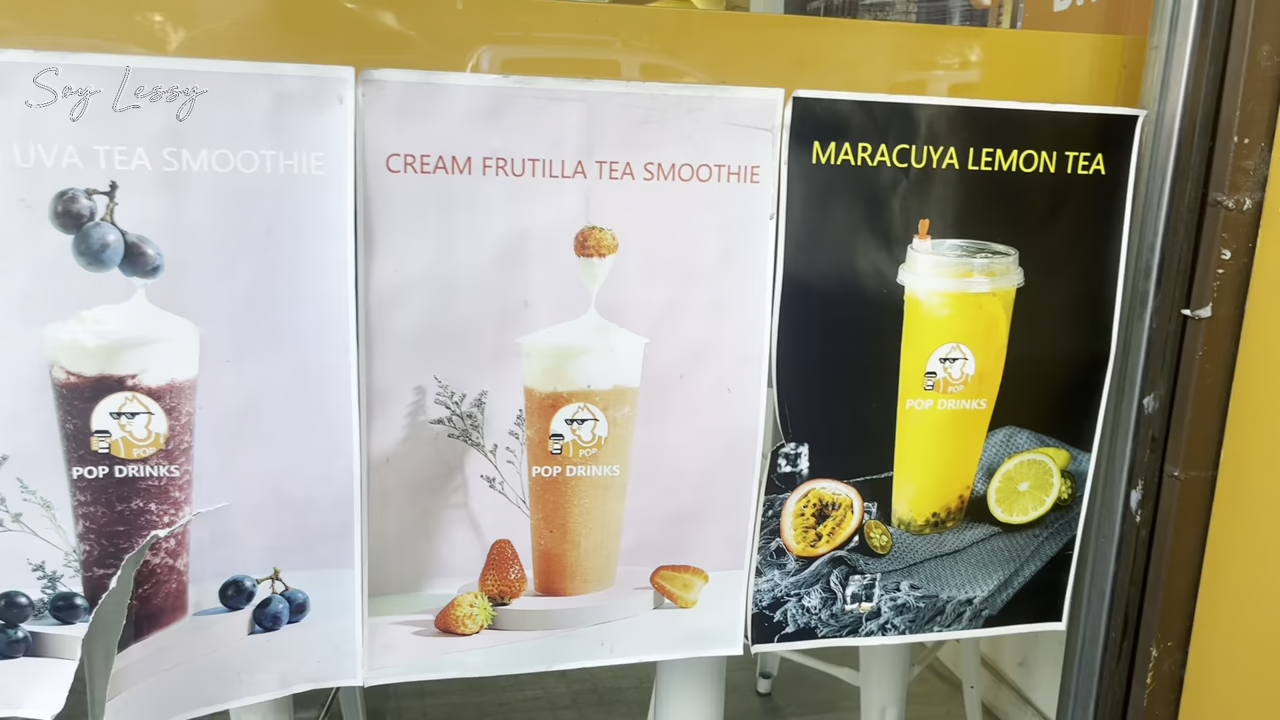 Soy Lessy
UVA TEA SMOOTHIE
POP
POP DRINKS
CREAM FRUTILLA TEA SMOOTHIE
POP
POP DRINKS
MARACUYA LEMON TEA
POP
POP DRINKS